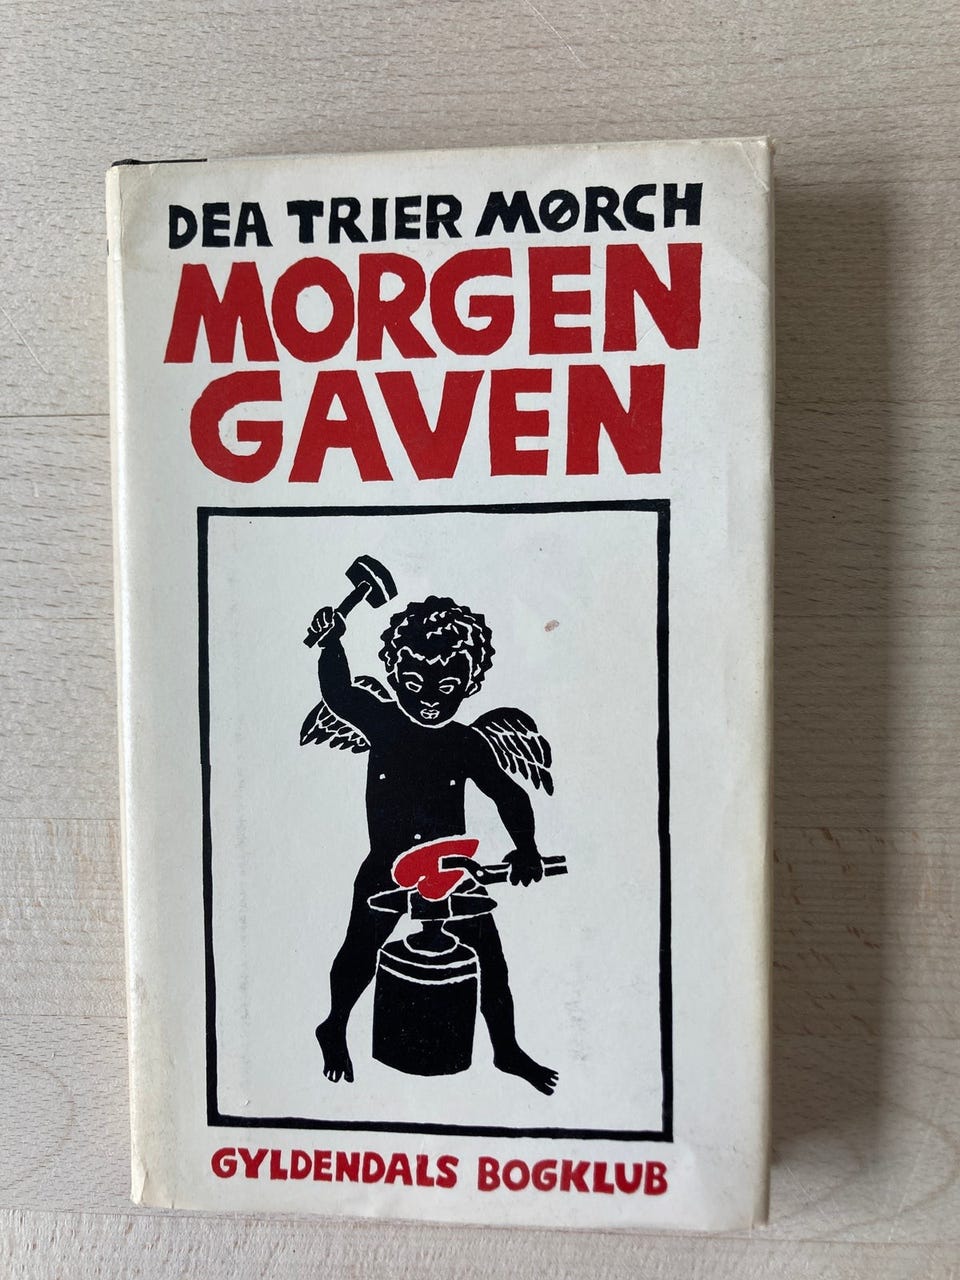 DEA TRIER MØRCH
MORGEN
GAVEN
GYLDENDALS BOGKLUB